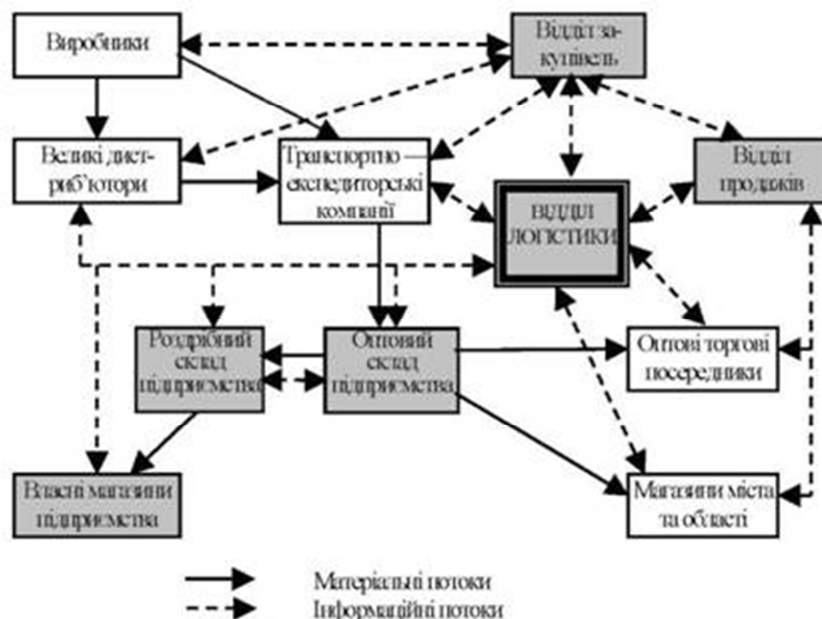 Виробники
Відділ за-
купівель
Великі дист-
риб’ютори
Транспортно —
експедиторські
компанії
Відділ
продажів
ВІДДІЛ
ЛОГІСТИКИ
Роздрібний
склад
підприємства
Оптовий
склад
підприємства
Оптові торгові
посередники
Власні магазини
підприємства
Магазини міста
та області
Матеріальні потоки
Інформаційні потоки